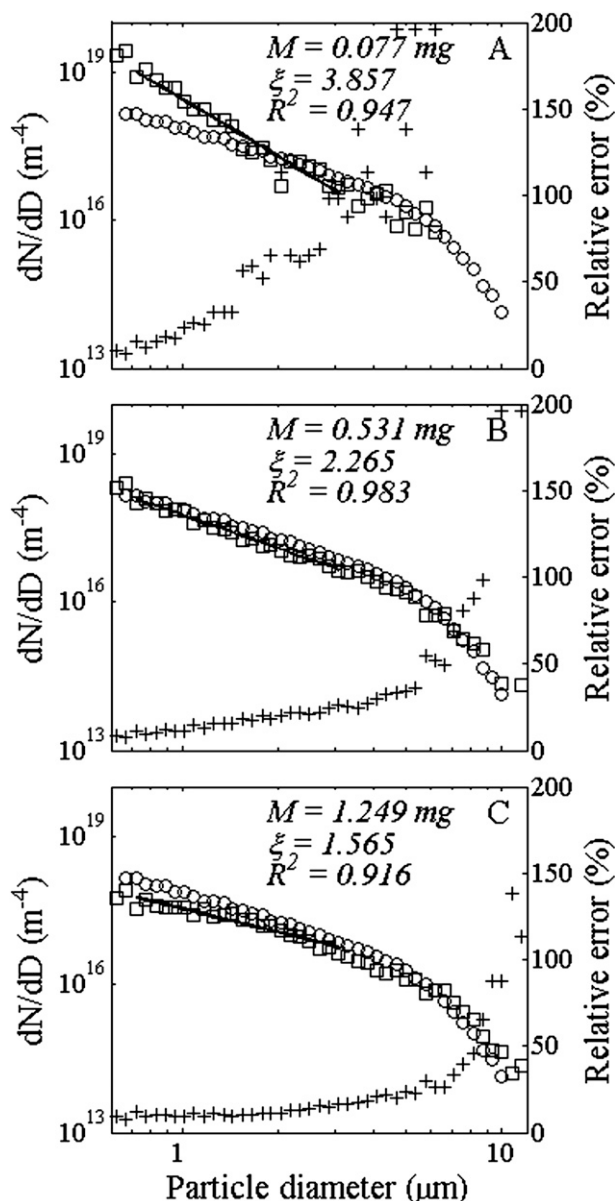 A
M = 0.077 mg
ξ = 3.857
R² = 0.947
dN/dD (m⁻⁴)
10¹⁹
10¹⁶
10¹³
200
150
100
50
0
Relative error (%)
B
M = 0.531 mg
ξ = 2.265
R² = 0.983
dN/dD (m⁻⁴)
10¹⁹
10¹⁶
10¹³
200
150
100
50
0
Relative error (%)
C
M = 1.249 mg
ξ = 1.565
R² = 0.916
dN/dD (m⁻⁴)
10¹⁹
10¹⁶
10¹³
200
150
100
50
0
Relative error (%)
1 10
Particle diameter (μm)